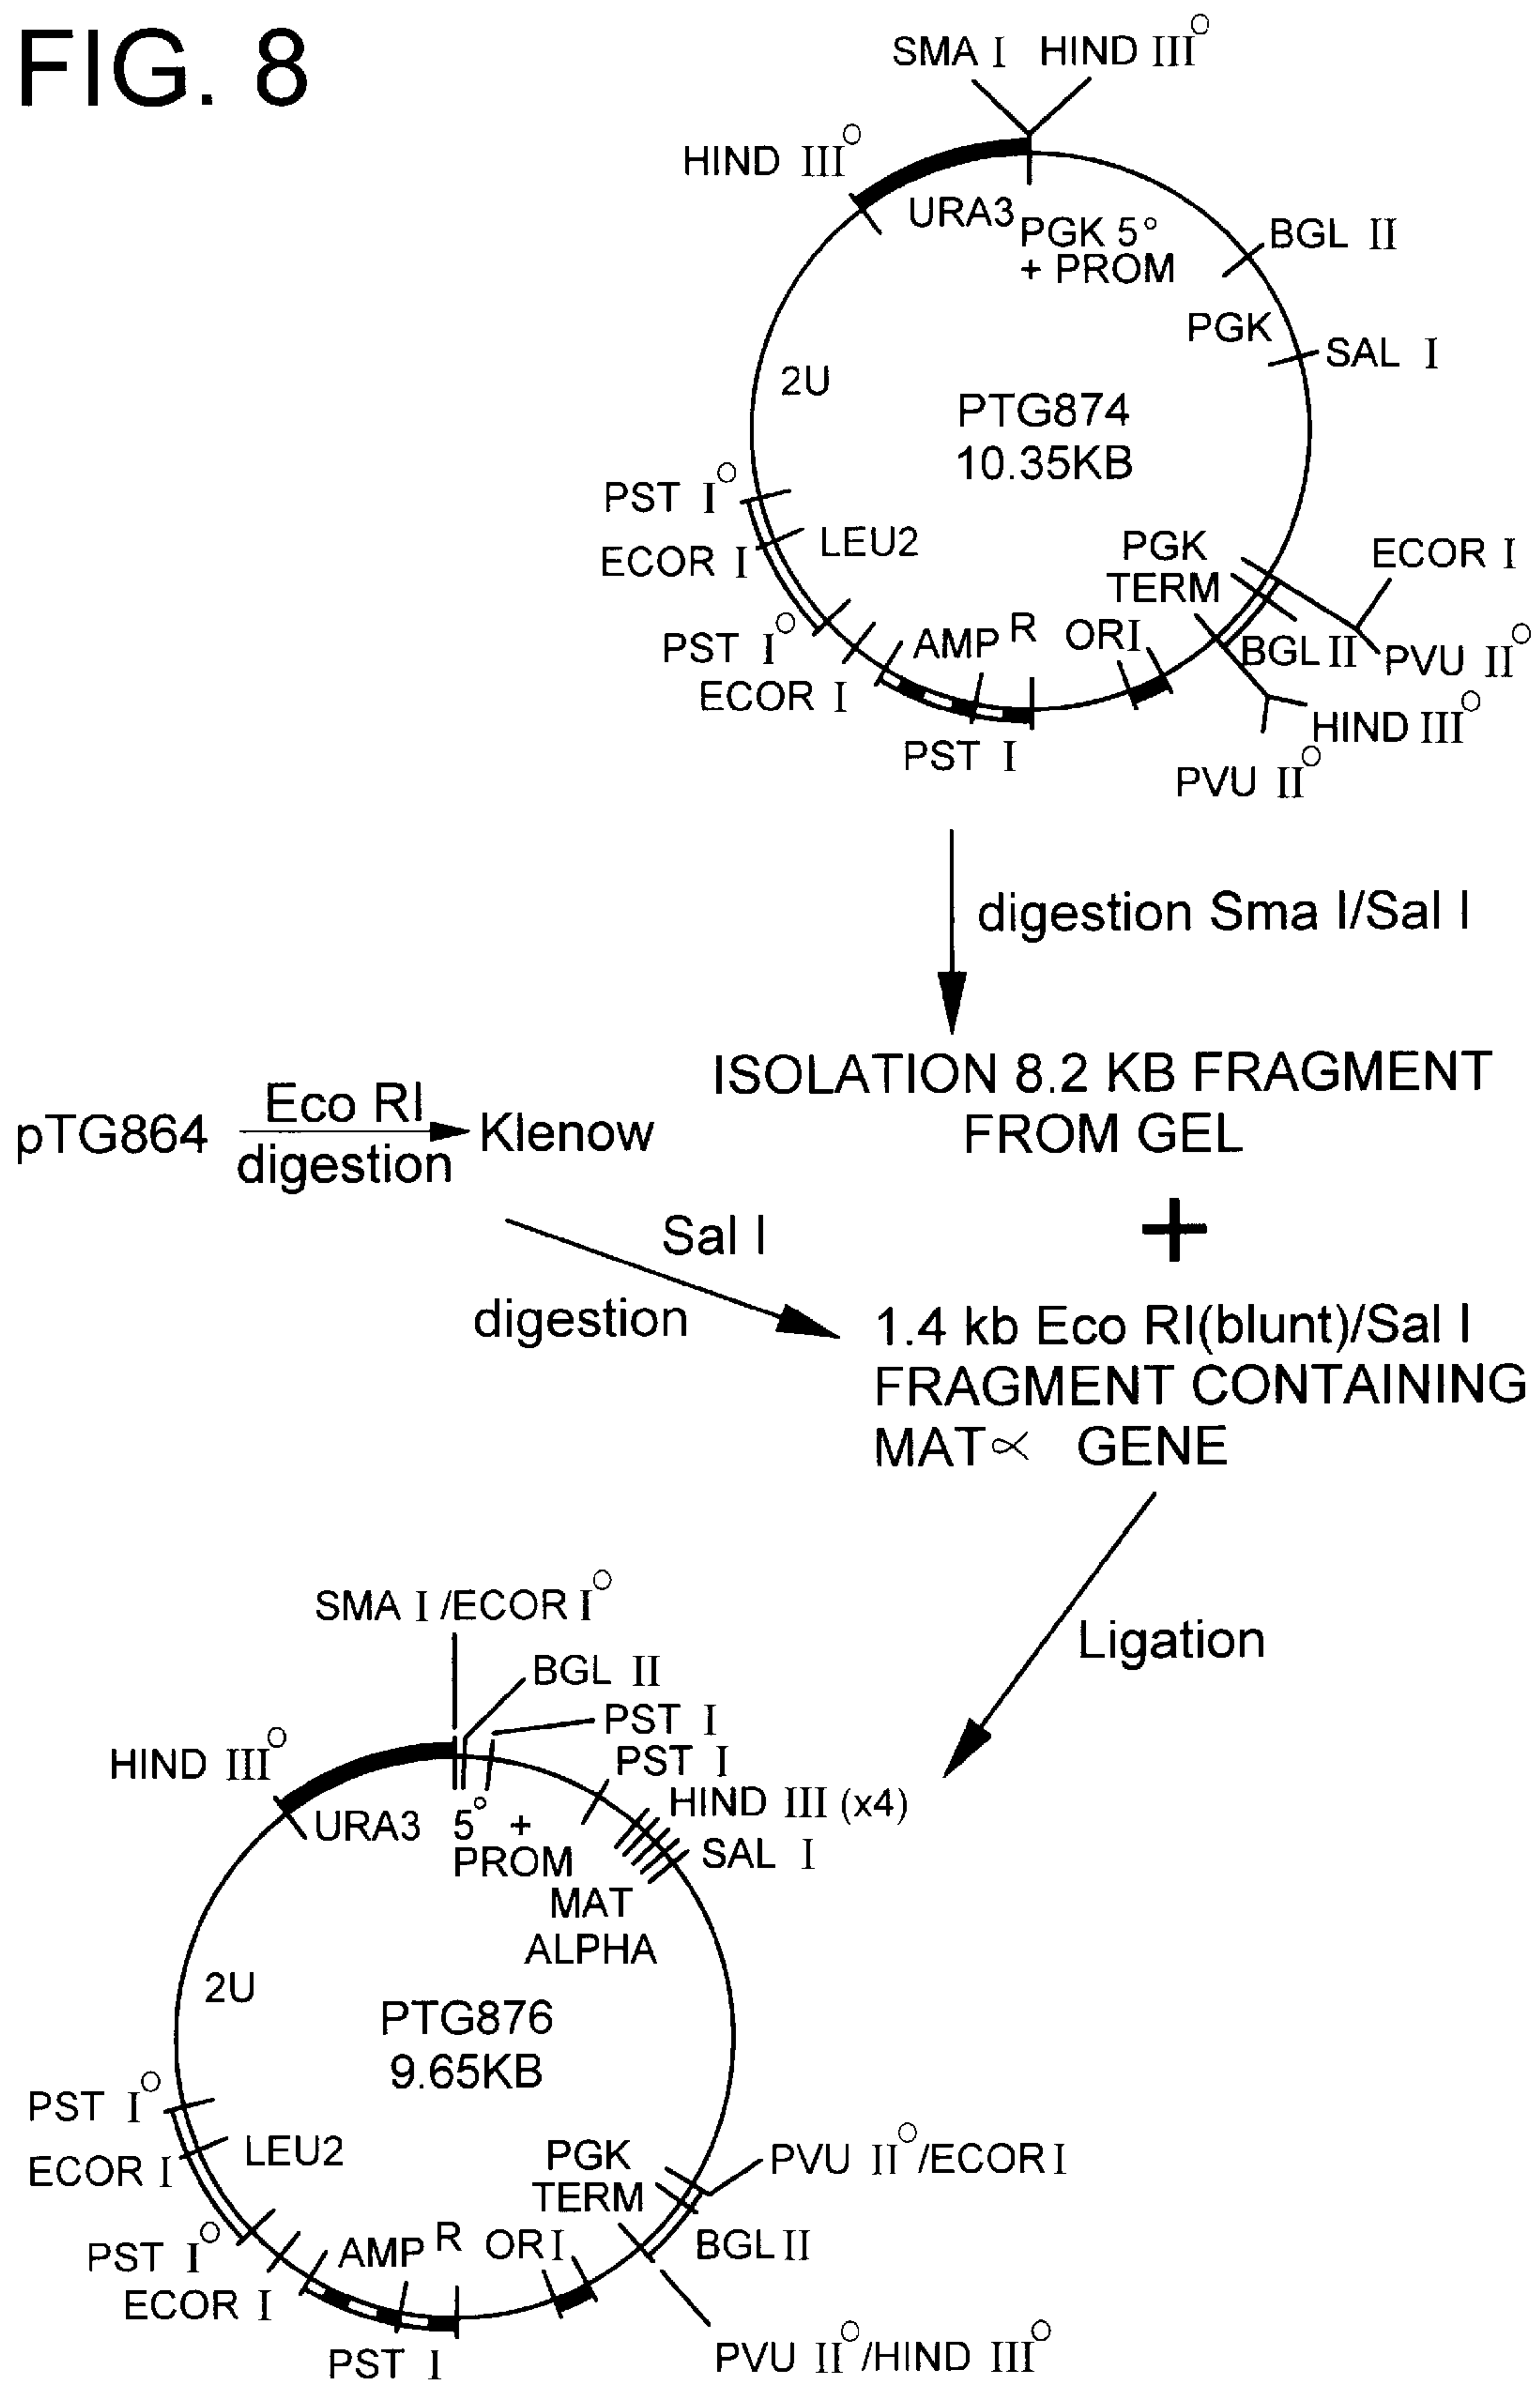 FIG. 8
SMA I HIND III°
HIND III°
URA3
PGK 5°
+ PROM
BGL II
PGK
SAL I
2U
PTG874
10.35KB
PST I°
ECOR I
LEU2
PGK
TERM
ECOR I
PST I°
AMP R
ORI
BGL II
PVU II°
ECOR I
HIND III°
PST I
PVU II°
digestion Sma I/Sal I
ISOLATION 8.2 KB FRAGMENT
FROM GEL
pTG864
Eco RI
digestion
Klenow
+
Sal I
digestion
1.4 kb Eco RI(blunt)/Sal I
FRAGMENT CONTAINING
MAT∝ GENE
Ligation
SMA I /ECOR I°
BGL II
PST I
HIND III°
PST I
HIND III (x4)
URA3
5° +
PROM
SAL I
MAT
ALPHA
2U
PTG876
9.65KB
PST I°
ECOR I
LEU2
PGK
TERM
PVU II°/ECOR I
PST I°
AMP R
ORI
BGL II
ECOR I
PST I
PVU II°/HIND III°